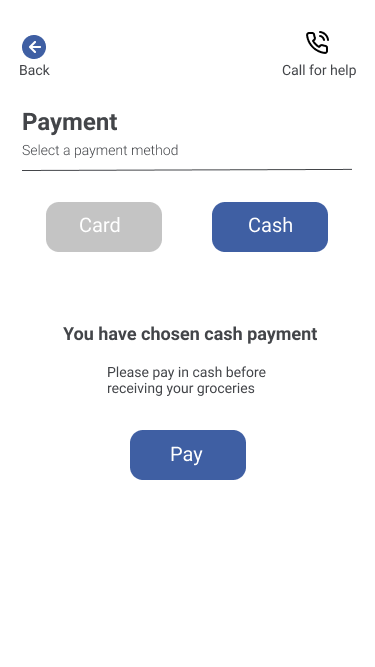 Back
Call for help
Payment
Select a payment method
Card
Cash
You have chosen cash payment
Please pay in cash before
receiving your groceries
Pay